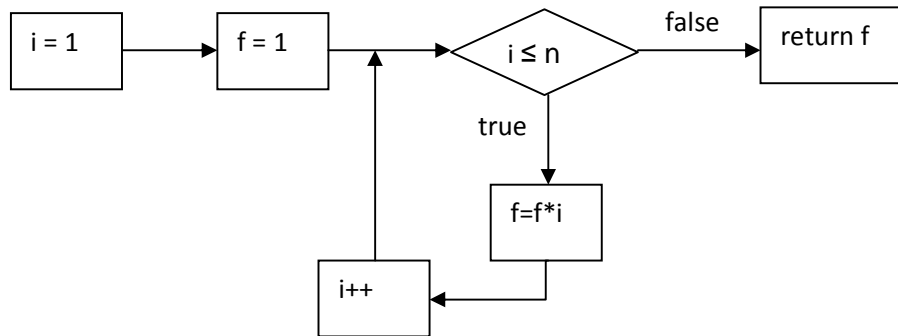 i = 1
f = 1
i ≤ n
false
return f
true
f=f*i
i++